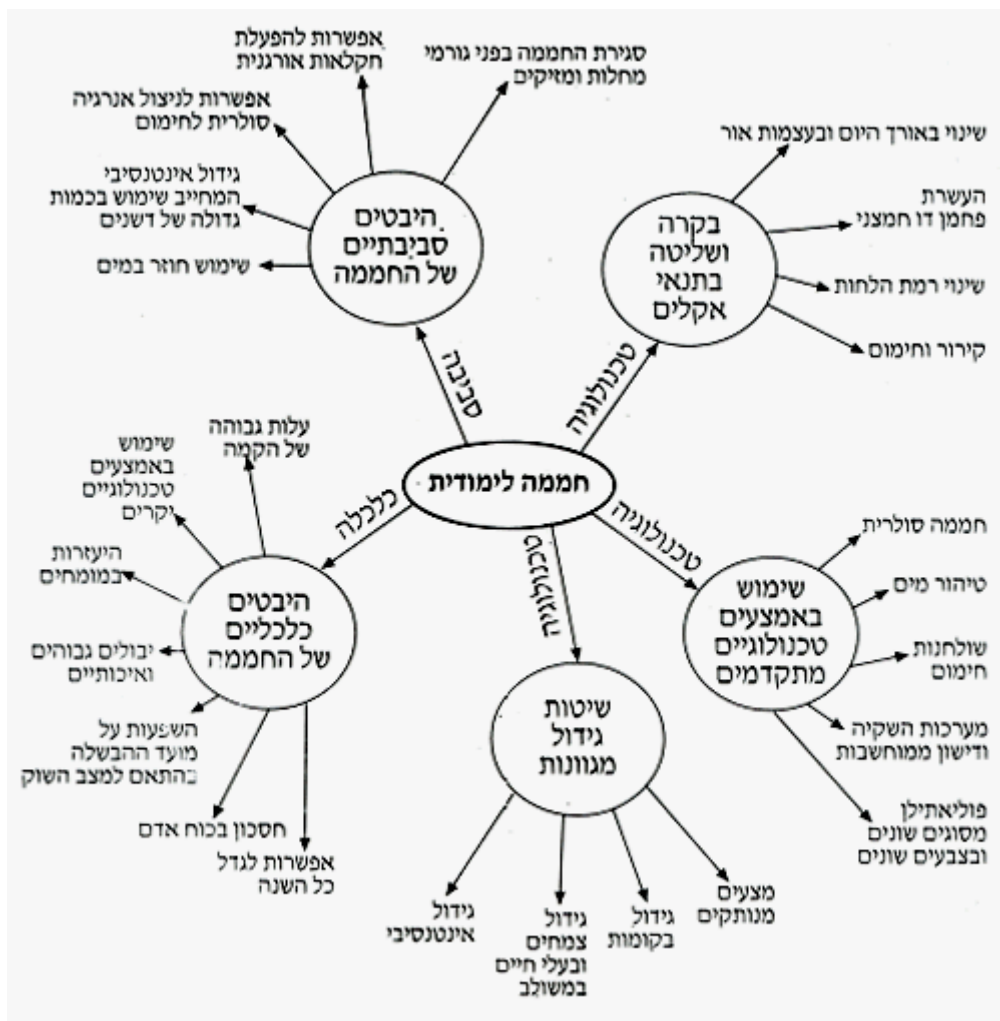 אפשרות להפעלת
חקלאות אורגנית
סגירת החממה בפני גורמי
מחלות ומזיקים
אפשרות לניצול אנרגיה
סולרית לחימום
גידול אינטנסיבי
המחייב שימוש בכמות
גדולה של דשנים
שימוש חוזר במים
היבטים
סביבתיים
של החממה
שינוי באורך היום ובעצמות אור
העשרת
פחמן דו חמצני
שינוי רמת הלחות
קירור וחימום
בקרה
ושליטה
בתנאי
אקלים
סביבה
טכנולוגיה
חממה לימודית
כלכלה
טכנולוגיה
טכנולוגיה
עלות גבוהה
של הקמה
שימוש
באמצעים
טכנולוגיים
יקרים
היעזרות
במומחים
יבולים גבוהים
ואיכותיים
השפעות על
מועד ההבשלה
בהתאם למצב השוק
חסכון בכוח אדם
אפשרות לגדל
כל השנה
היבטים
כלכליים
של החממה
שיטות
גידול
מגוונות
גידול
אינטנסיבי
גידול
צמחים
ובעלי חיים
במשולב
גידול
בקומות
מצעים
מנותקים
שימוש
באמצעים
טכנולוגיים
מתקדמים
חממה סולרית
טיהור מים
שולחנות
חימום
מערכות השקיה
ודישון ממוחשבות
פוליאתילן
מסוגים שונים
ובצבעים שונים